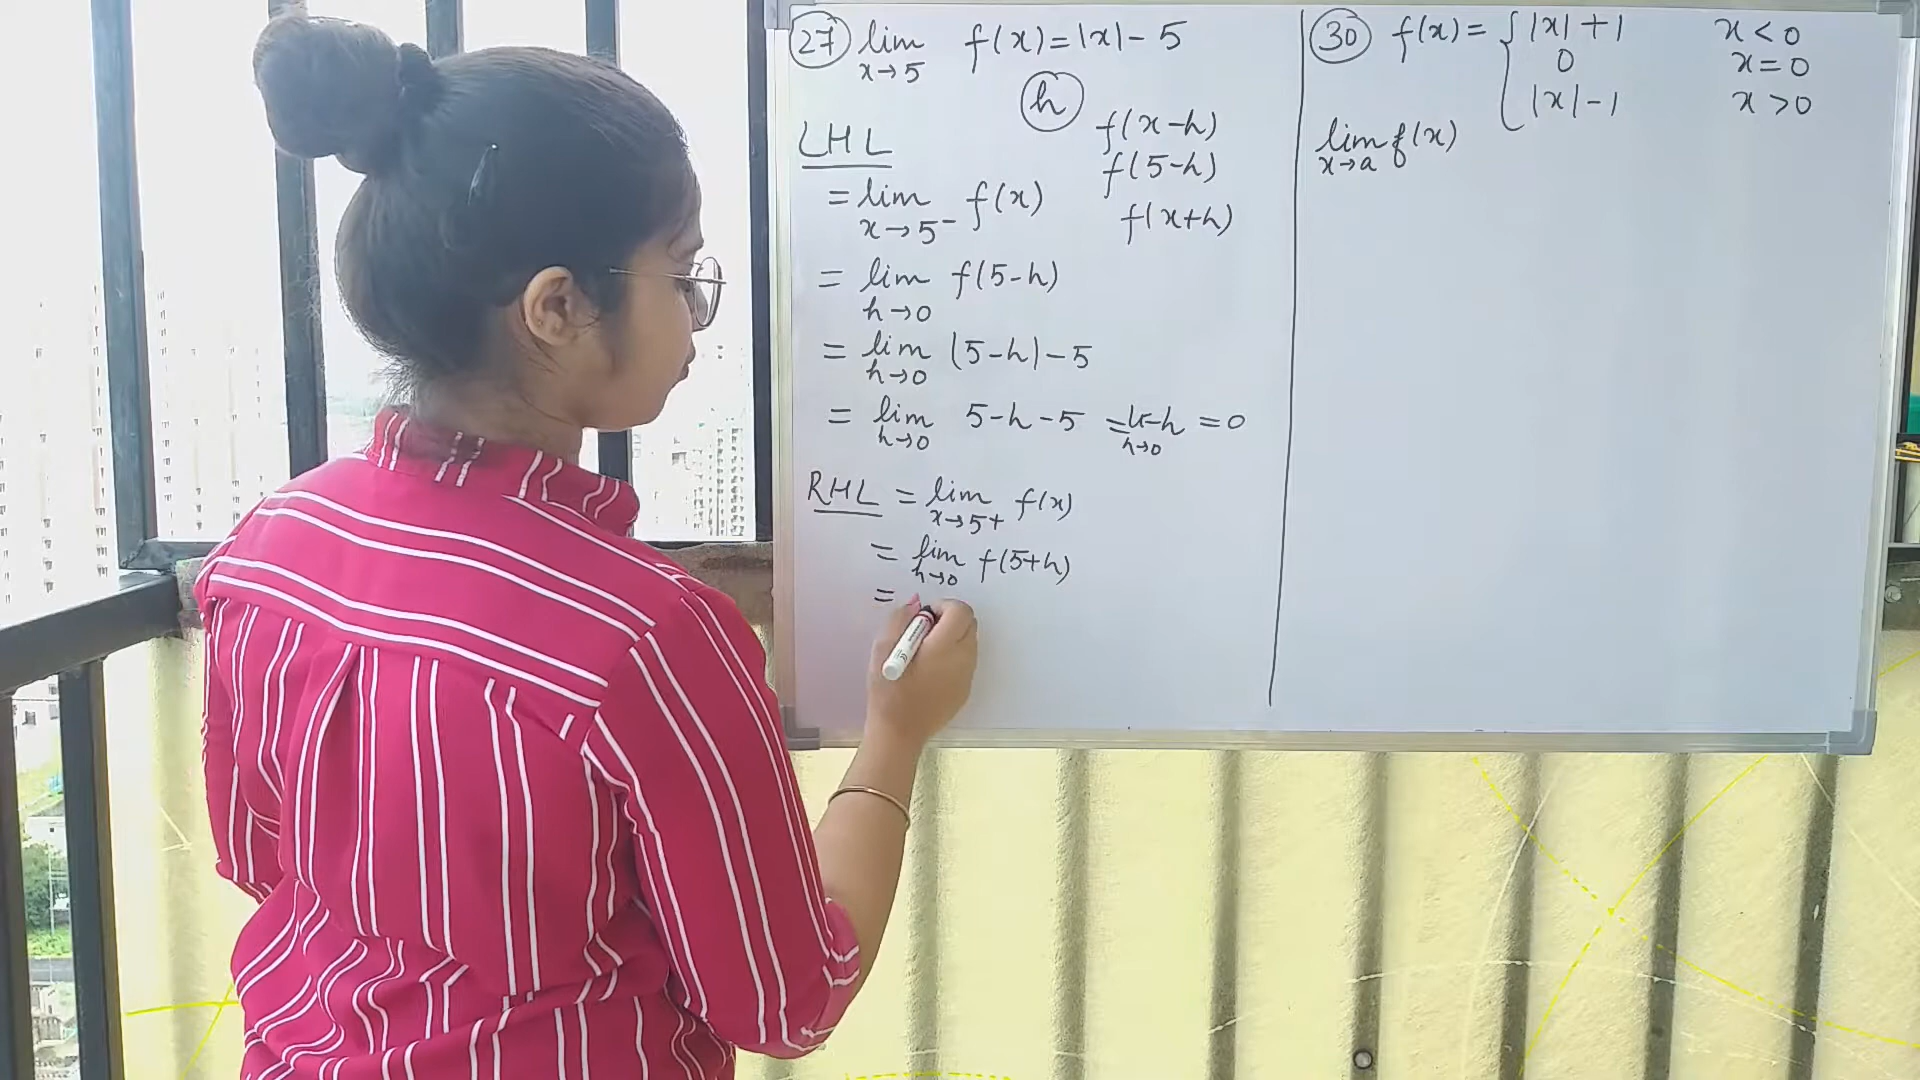 27 lim x→5 f(x)=|x|-5
h
f(x-h)
LHL
f(5-h)
= lim x→5⁻ f(x)
f(x+h)
= lim h→0 f(5-h)
= lim h→0 (5-h)-5
= lim h→0 5-h-5 = lt h→0 -h = 0
RHL = lim x→5+ f(x)
= lim h→0 f(5+h)
=
30 f(x)= { |x|+1 x<0
0 x=0
|x|-1 x>0
lim x→a f(x)